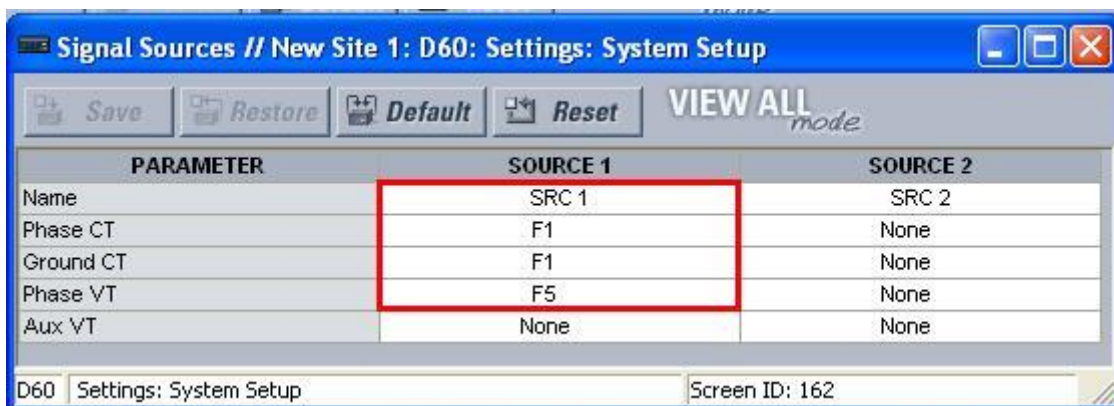 Signal Sources // New Site 1: D60: Settings: System Setup
Save Restore Default Reset VIEW ALL mode
PARAMETER SOURCE 1 SOURCE 2
Name SRC 1 SRC 2
Phase CT F1 None
Ground CT F1 None
Phase VT F5 None
Aux VT None None
D60 Settings: System Setup Screen ID: 162